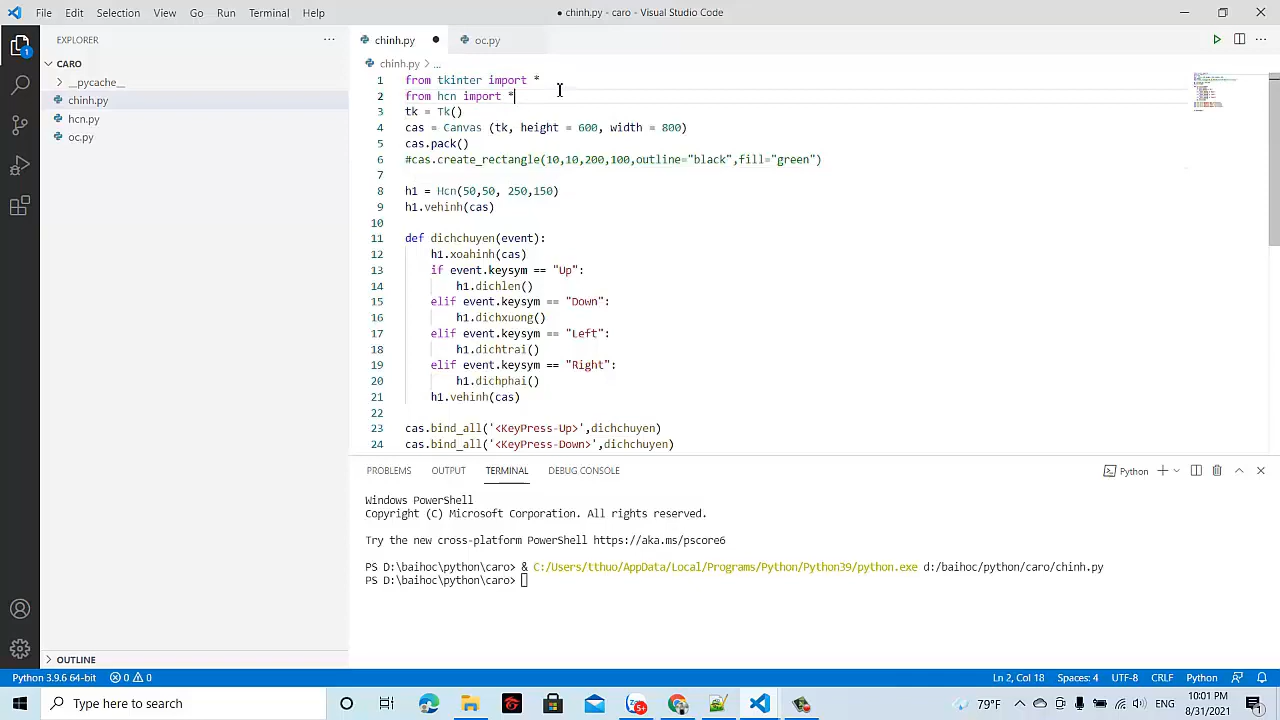 File Edit Selection View Go Run Terminal Help
● chinh.py - caro - Visual Studio Code
EXPLORER
CARO
__pycache__
chinh.py
hcn.py
oc.py
OUTLINE
1
chinh.py
oc.py
chinh.py > ...
1 from tkinter import *
2 from hcn import *
3 tk = Tk()
4 cas = Canvas (tk, height = 600, width = 800)
5 cas.pack()
6 #cas.create_rectangle(10,10,200,100,outline="black",fill="green")
7
8 h1 = Hcn(50,50, 250,150)
9 h1.vehinh(cas)
10
11 def dichchuyen(event):
12 h1.xoahinh(cas)
13 if event.keysym == "Up":
14 h1.dichlen()
15 elif event.keysym == "Down":
16 h1.dichxuong()
17 elif event.keysym == "Left":
18 h1.dichtrai()
19 elif event.keysym == "Right":
20 h1.dichphai()
21 h1.vehinh(cas)
22
23 cas.bind_all('<KeyPress-Up>',dichchuyen)
24 cas.bind_all('<KeyPress-Down>',dichchuyen)
PROBLEMS OUTPUT TERMINAL DEBUG CONSOLE
Python
Windows PowerShell
Copyright (C) Microsoft Corporation. All rights reserved.
Try the new cross-platform PowerShell https://aka.ms/pscore6
PS D:\baihoc\python\caro> & C:/Users/tthuo/AppData/Local/Programs/Python/Python39/python.exe d:/baihoc/python/caro/chinh.py
PS D:\baihoc\python\caro>
Python 3.9.6 64-bit 0 0
Ln 2, Col 18 Spaces: 4 UTF-8 CRLF Python
Type here to search
5+
79°F
ENG
10:01 AM
8/31/2021
1